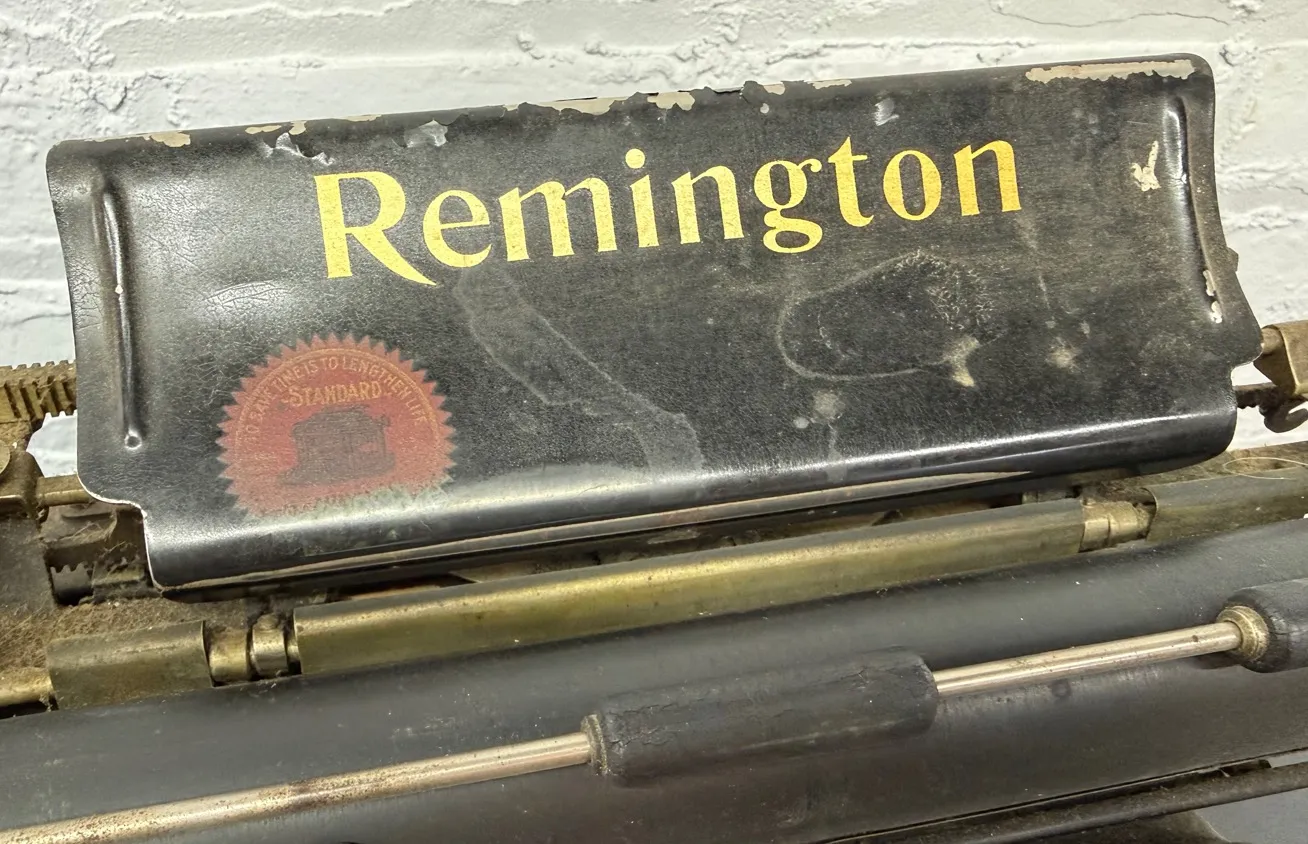 Remington
TO SAVE TIME IS TO LENGTHEN LIFE
STANDARD